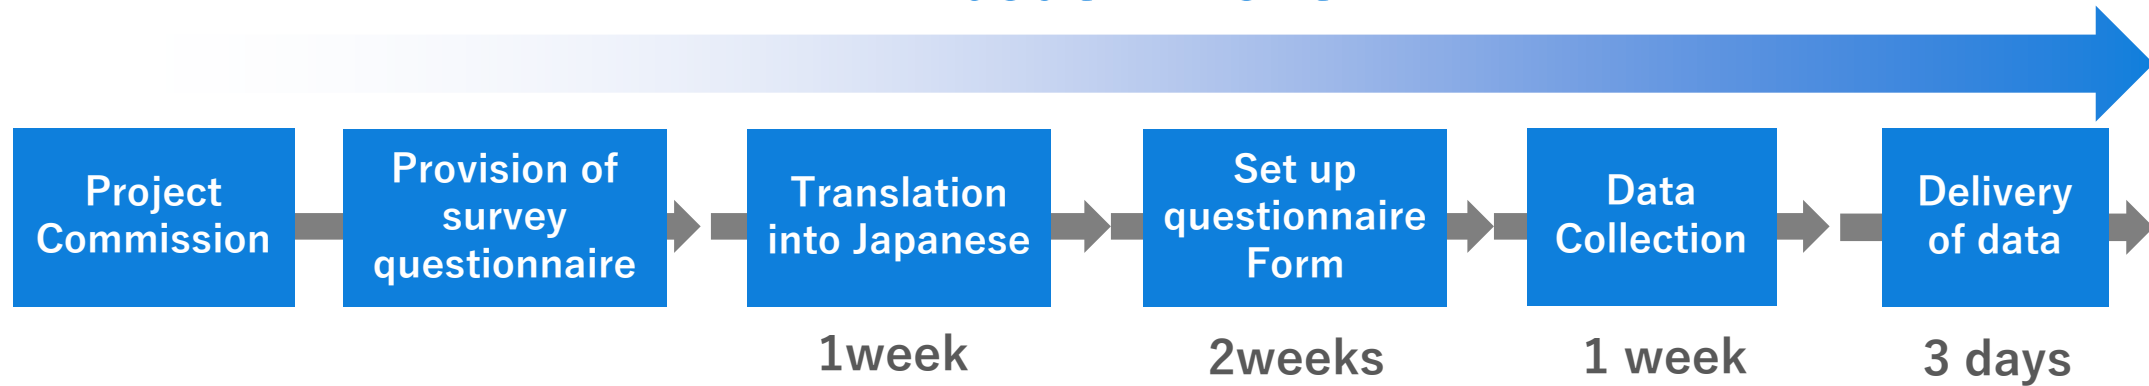 Project
Commission
Provision of
survey
questionnaire
Translation
into Japanese
Set up
questionnaire
Form
Data
Collection
Delivery
of data
1week
2weeks
1 week
3 days